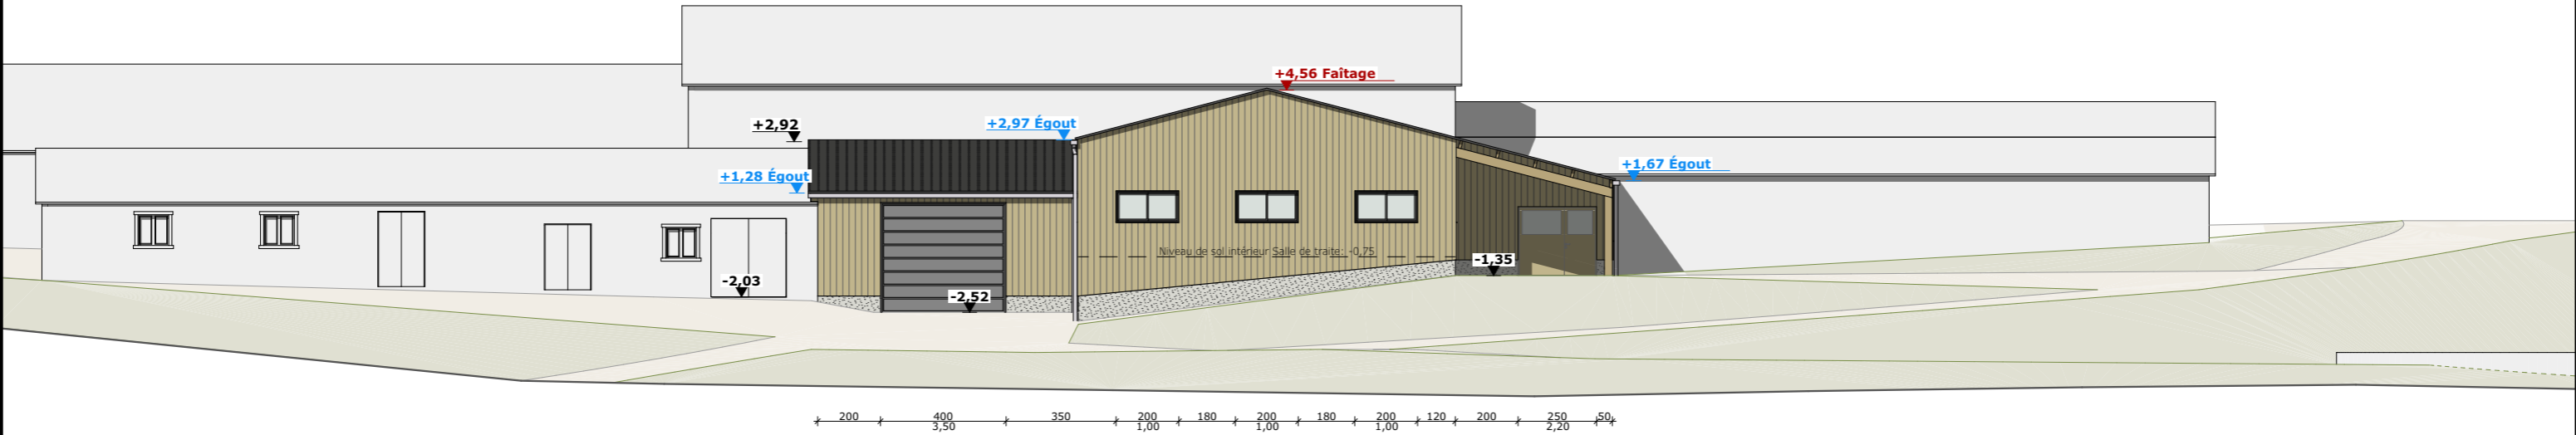 +4,56 Faîtage
+2,92
+2,97 Égout
+1,28 Égout
+1,67 Égout
Niveau de sol intérieur Salle de traite: -0,75
-1,35
-2,03
-2,52
200 400 350 200 180 200 180 200 120 200 250 50
3,50 1,00 1,00 1,00 2,20